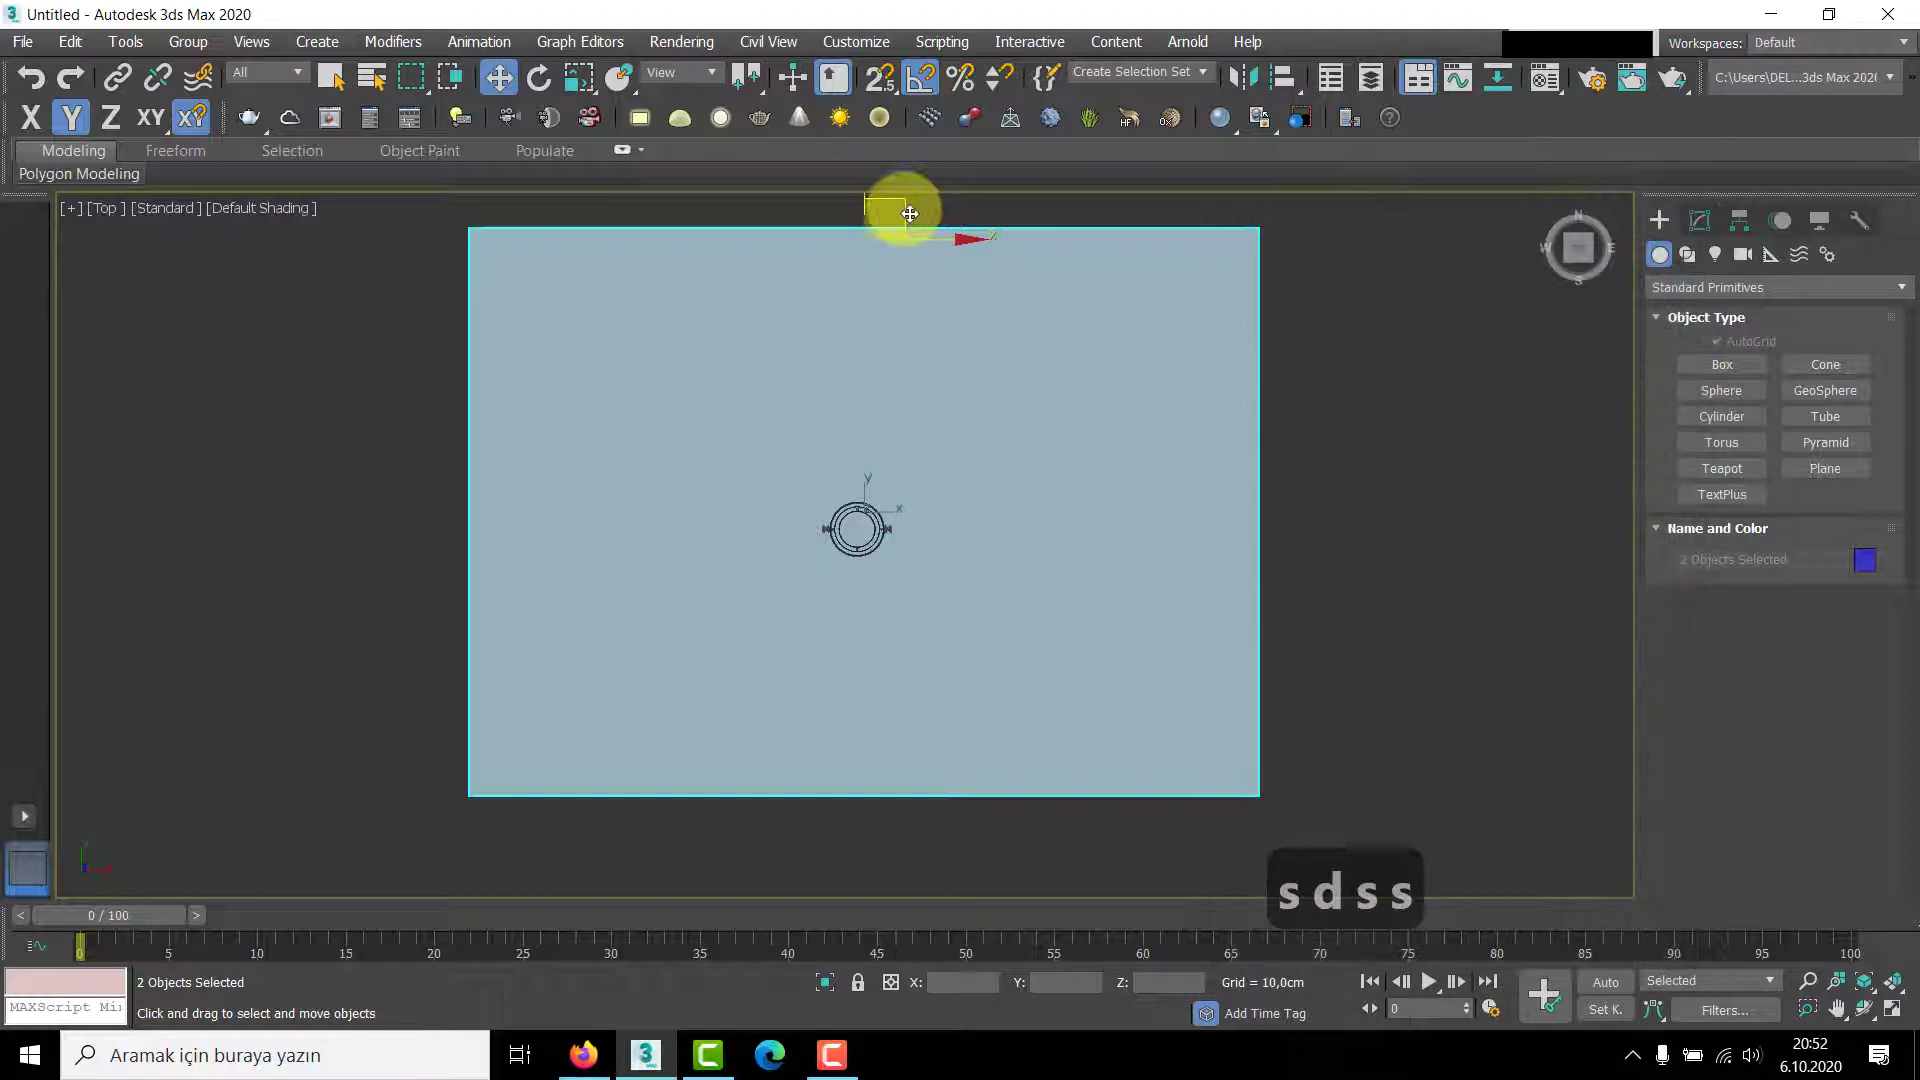 Untitled - Autodesk 3ds Max 2020
File Edit Tools Group Views Create Modifiers Animation Graph Editors Rendering Civil View Customize Scripting Interactive Content Arnold Help Workspaces: Default
All View 2.5 Create Selection Set C:\Users\DEL...3ds Max 2020
X Y Z XY X?
Modeling Freeform Selection Object Paint Populate
Polygon Modeling
[+] [Top ] [Standard ] [Default Shading ]
N
W E
S
x
Standard Primitives
Object Type
AutoGrid
Box Cone
Sphere GeoSphere
Cylinder Tube
Torus Pyramid
Teapot Plane
TextPlus
y
x
Name and Color
2 Objects Selected
s d s s
< 0 / 100 >
0 5 10 15 20 25 30 35 40 45 50 55 60 65 70 75 80 85 90 95 100
2 Objects Selected X: Y: Z: Grid = 10,0cm Auto Selected
MAXScript Mi
Click and drag to select and move objects Add Time Tag 0 Set K. Filters...
Aramak için buraya yazın
20:52
6.10.2020